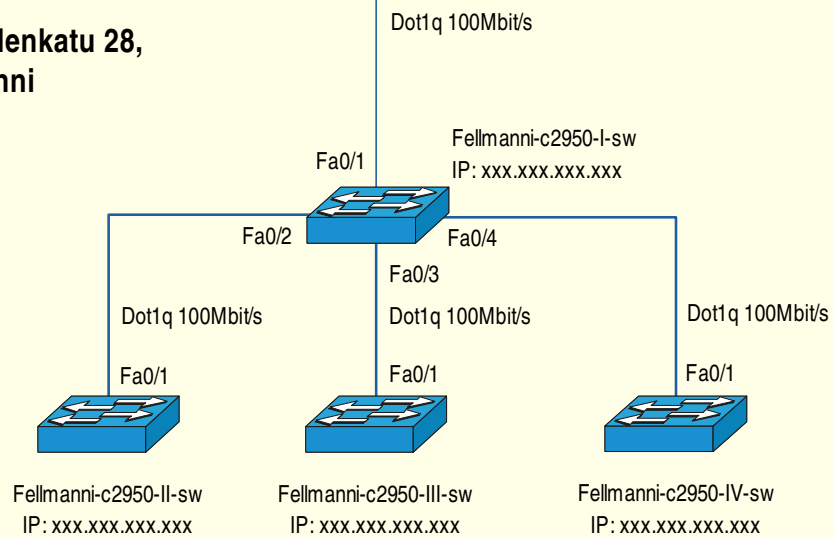 Dot1q 100Mbit/s
lenkatu 28,
nni
Fellmanni-c2950-I-sw
Fa0/1
IP: xxx.xxx.xxx.xxx
Fa0/2
Fa0/4
Fa0/3
Dot1q 100Mbit/s
Dot1q 100Mbit/s
Dot1q 100Mbit/s
Fa0/1
Fa0/1
Fa0/1
Fellmanni-c2950-II-sw
IP: xxx.xxx.xxx.xxx
Fellmanni-c2950-III-sw
IP: xxx.xxx.xxx.xxx
Fellmanni-c2950-IV-sw
IP: xxx.xxx.xxx.xxx